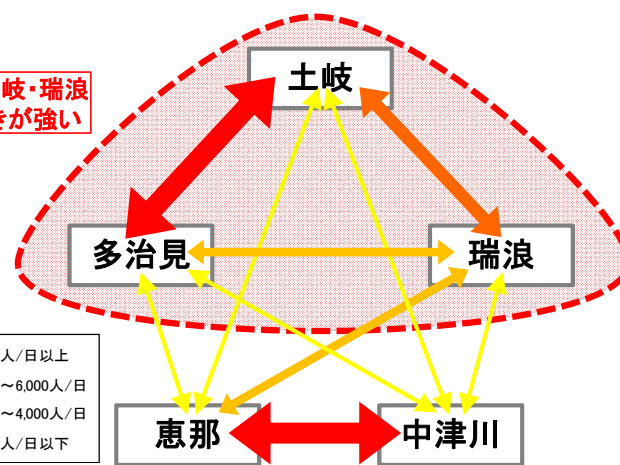 土岐
岐・瑞浪
きが強い
多治見
瑞浪
人/日以上
～6,000人/日
～4,000人/日
人/日以下
恵那
中津川